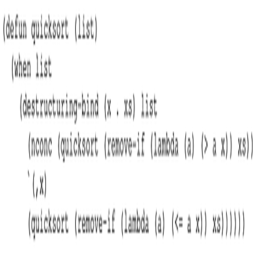 (defun quicksort (list)
(when list
(destructuring-bind (x . xs) list
(nconc (quicksort (remove-if (lambda (a) (> a x)) xs))
`(,x)
(quicksort (remove-if (lambda (a) (<= a x)) xs))))))